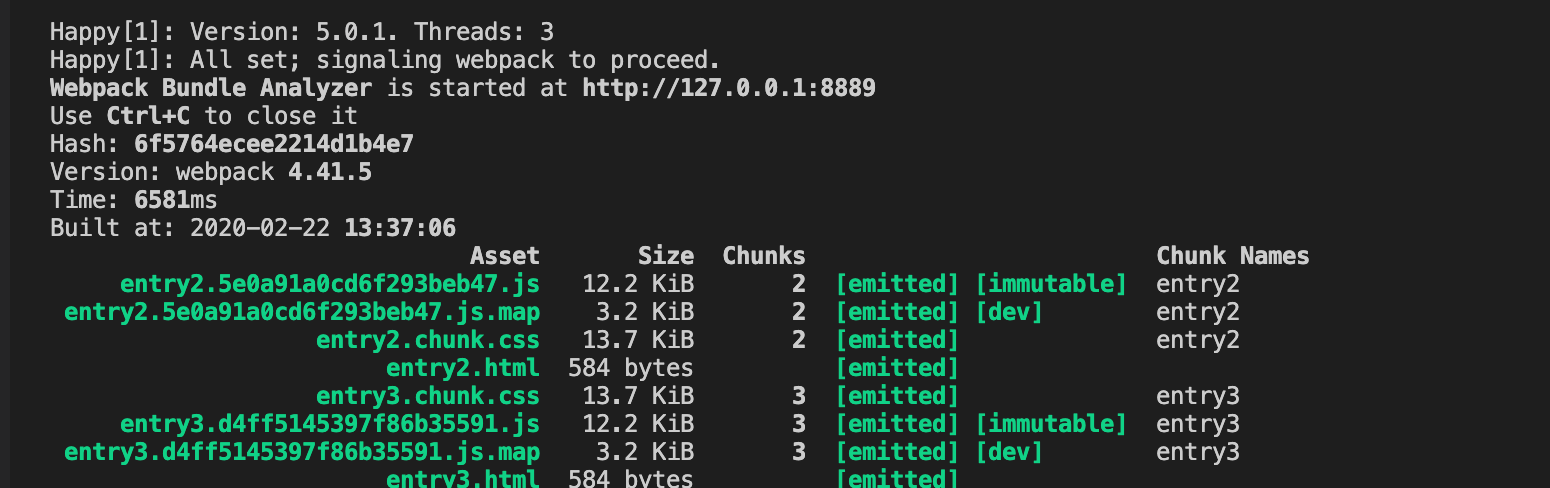 Happy[1]: Version: 5.0.1. Threads: 3
Happy[1]: All set; signaling webpack to proceed.
Webpack Bundle Analyzer is started at http://127.0.0.1:8889
Use Ctrl+C to close it
Hash: 6f5764ecee2214d1b4e7
Version: webpack 4.41.5
Time: 6581ms
Built at: 2020-02-22 13:37:06
Asset Size Chunks Chunk Names
entry2.5e0a91a0cd6f293beb47.js 12.2 KiB 2 [emitted] [immutable] entry2
entry2.5e0a91a0cd6f293beb47.js.map 3.2 KiB 2 [emitted] [dev] entry2
entry2.chunk.css 13.7 KiB 2 [emitted] entry2
entry2.html 584 bytes [emitted]
entry3.chunk.css 13.7 KiB 3 [emitted] entry3
entry3.d4ff5145397f86b35591.js 12.2 KiB 3 [emitted] [immutable] entry3
entry3.d4ff5145397f86b35591.js.map 3.2 KiB 3 [emitted] [dev] entry3
entry3.html 584 bytes [emitted]